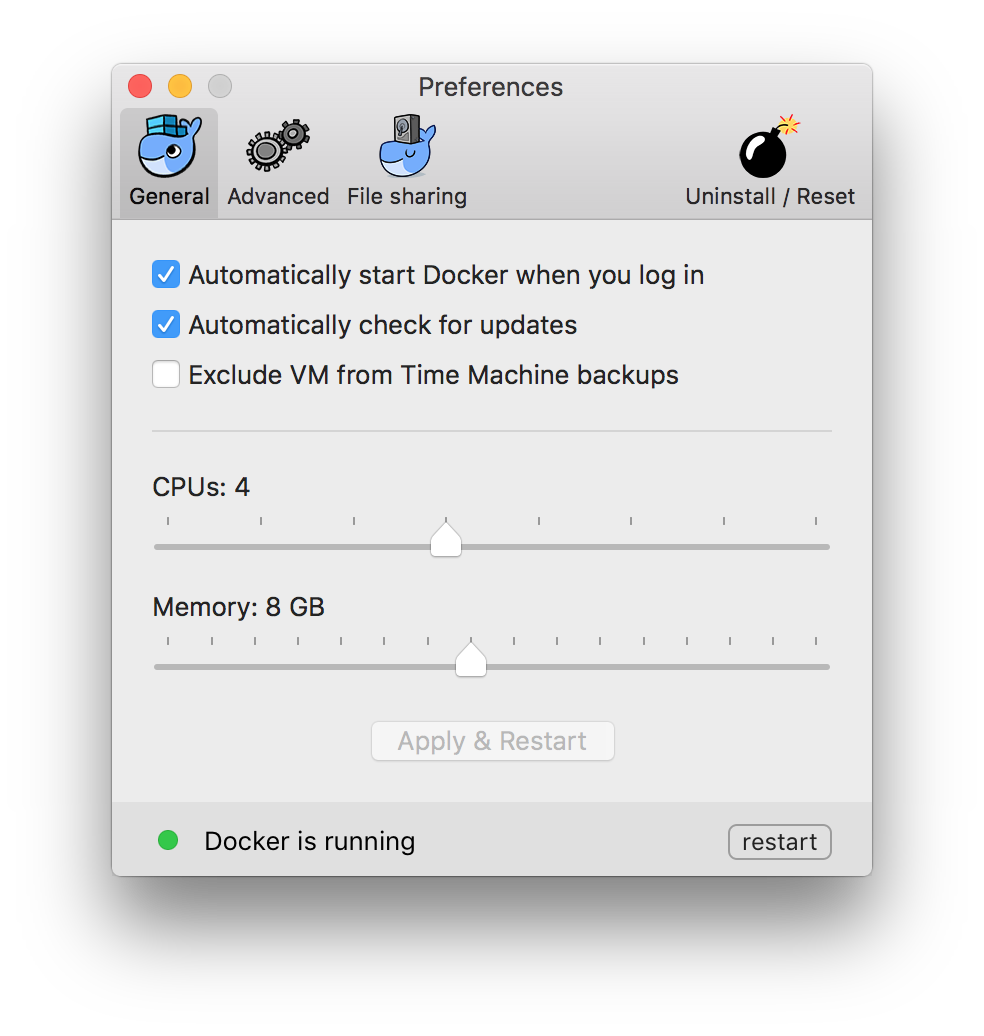 Preferences
General Advanced File sharing Uninstall / Reset
Automatically start Docker when you log in
Automatically check for updates
Exclude VM from Time Machine backups
CPUs: 4
Memory: 8 GB
Apply & Restart
Docker is running restart